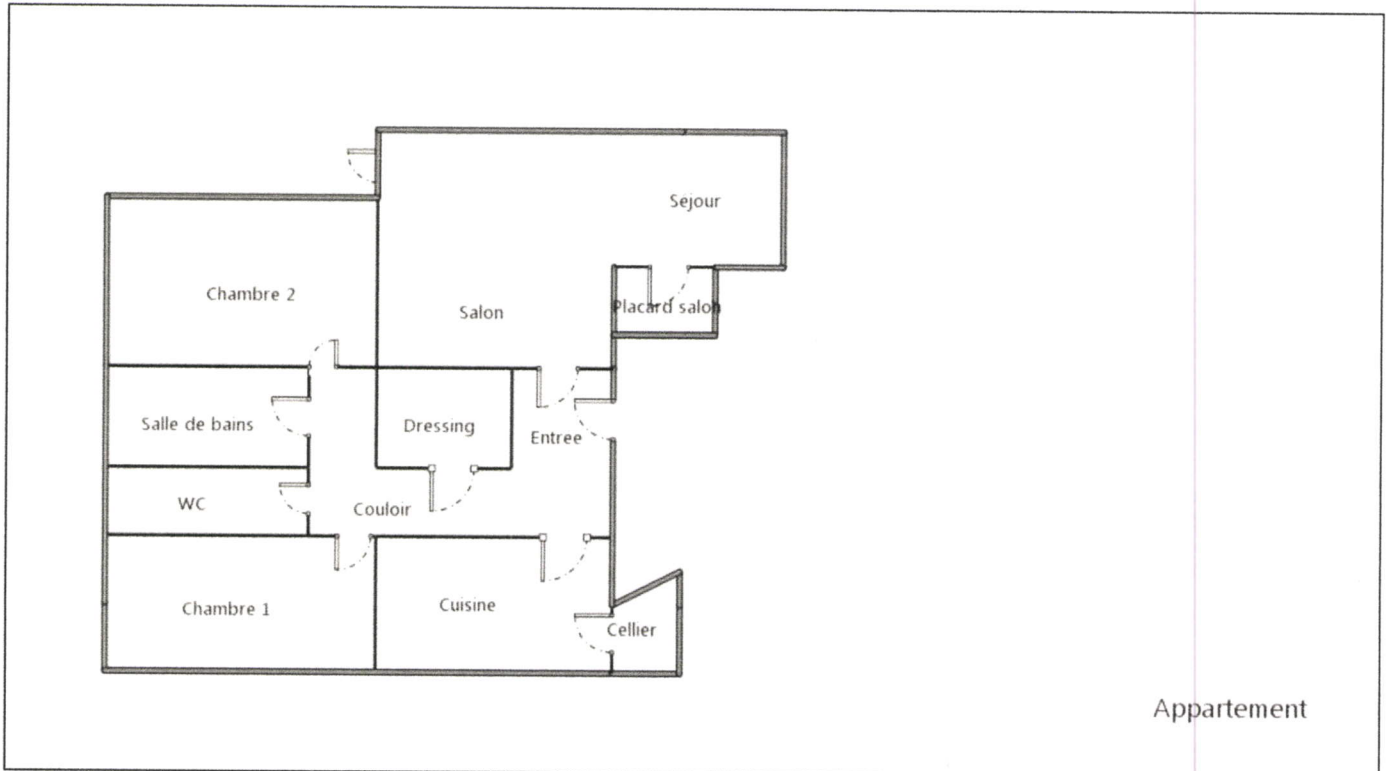 Sejour
Chambre 2
Salon
Placard salon
Salle de bains
Dressing
Entree
WC
Couloir
Chambre 1
Cuisine
Cellier
Appartement